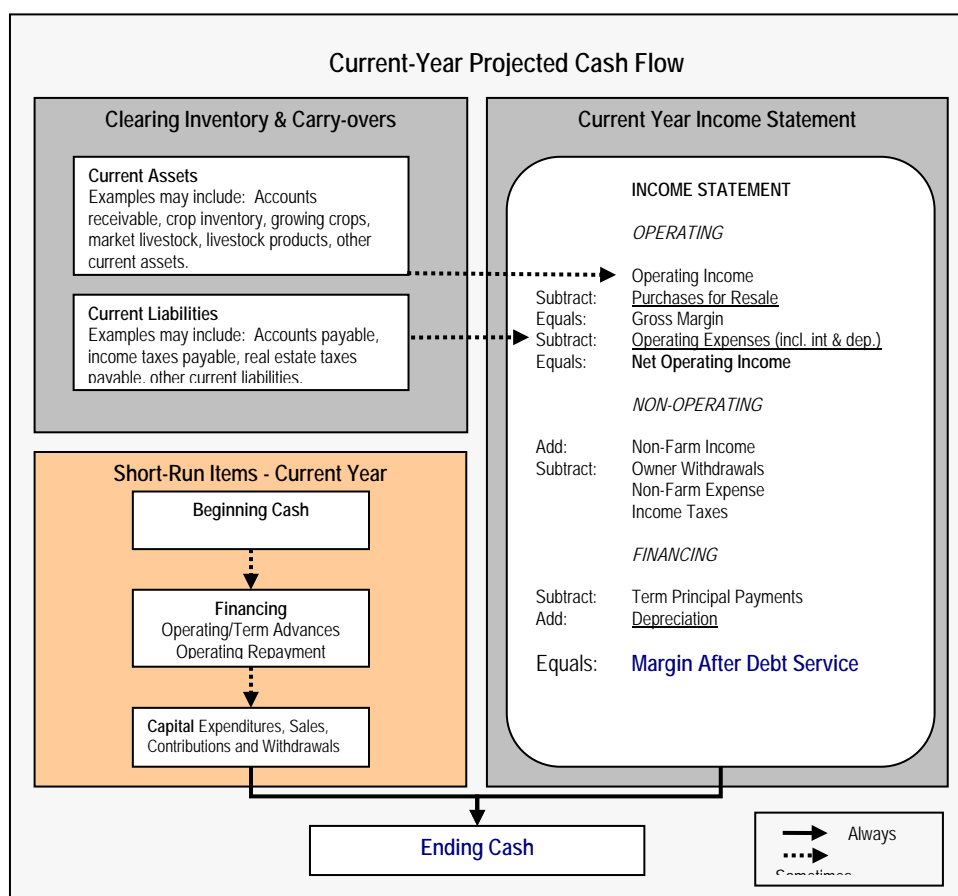 Current-Year Projected Cash Flow
Clearing Inventory & Carry-overs
Current Assets
Examples may include: Accounts
receivable, crop inventory, growing crops,
market livestock, livestock products, other
current assets.
Current Liabilities
Examples may include: Accounts payable,
income taxes payable, real estate taxes
payable, other current liabilities.
Short-Run Items - Current Year
Beginning Cash
Financing
Operating/Term Advances
Operating Repayment
Capital Expenditures, Sales,
Contributions and Withdrawals
Current Year Income Statement
INCOME STATEMENT
OPERATING
Operating Income
Subtract: Purchases for Resale
Equals: Gross Margin
Subtract: Operating Expenses (incl. int & dep.)
Equals: Net Operating Income
NON-OPERATING
Add: Non-Farm Income
Subtract: Owner Withdrawals
Non-Farm Expense
Income Taxes
FINANCING
Subtract: Term Principal Payments
Add: Depreciation
Equals: Margin After Debt Service
Ending Cash
Always
Sometimes